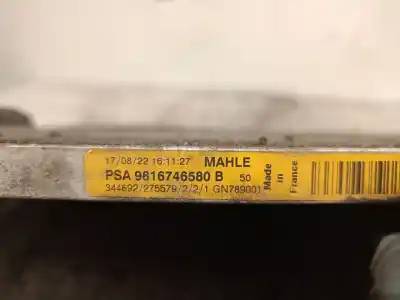 17/08/22 16:11:27 MAHLE
PSA 9816746580 B 50
344692/275579/2/2/1 GN789001
Made in France